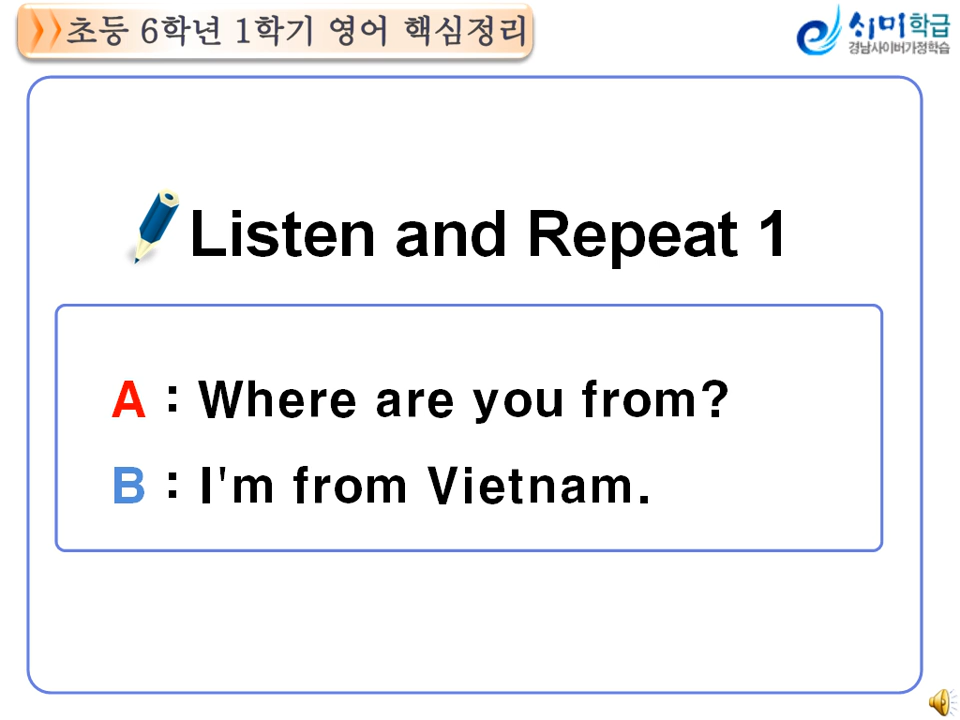 초등 6학년 1학기 영어 핵심정리
쉬미학급
경남사이버가정학습
Listen and Repeat 1
A : Where are you from?
B : I'm from Vietnam.